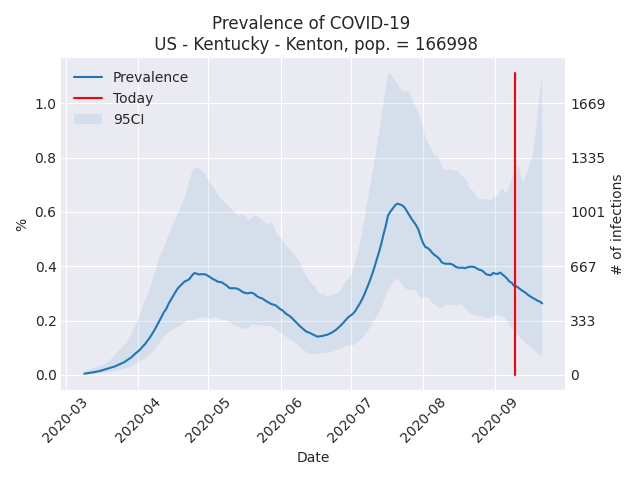 Prevalence of COVID-19
US - Kentucky - Kenton, pop. = 166998
Prevalence
Today
95CI
1.0
0.8
0.6
0.4
0.2
0.0
%
1669
1335
1001
667
333
0
# of infections
2020-03
2020-04
2020-05
2020-06
2020-07
2020-08
2020-09
Date